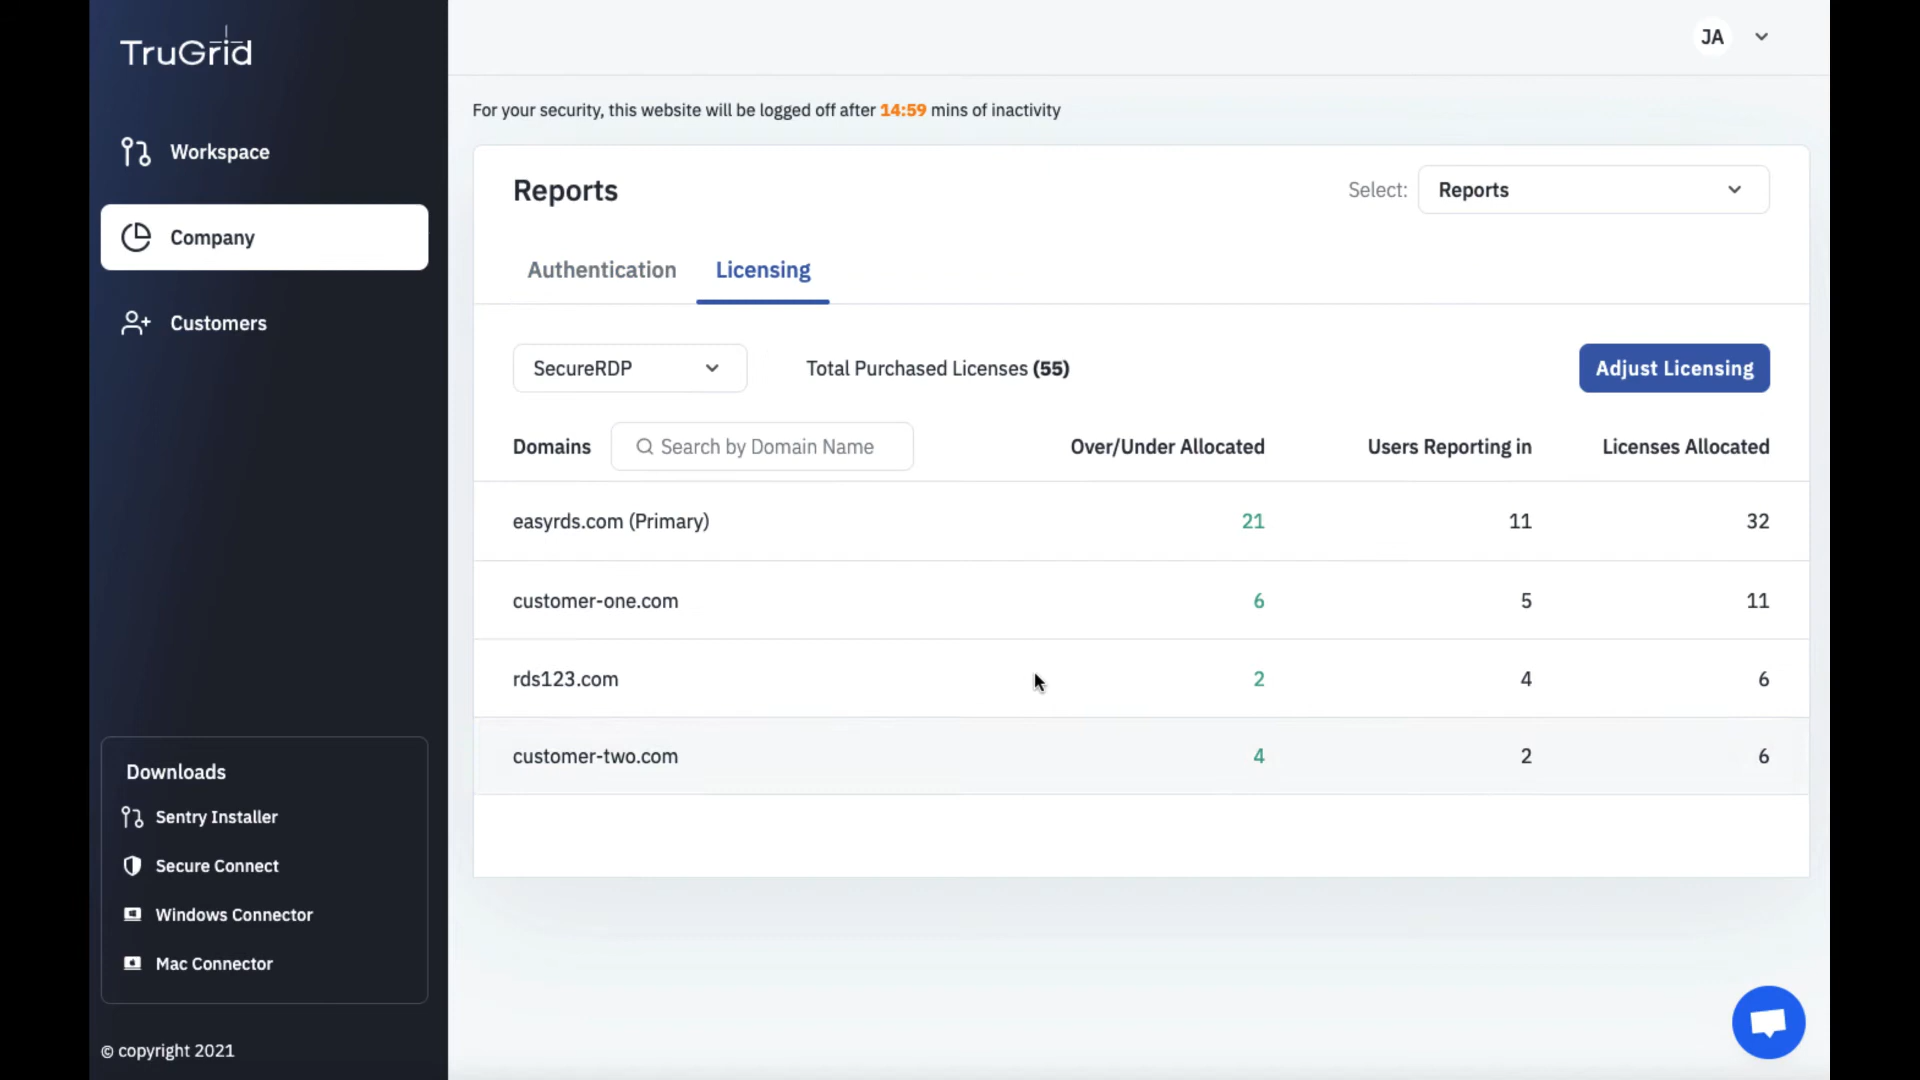 TruGrid
JA
For your security, this website will be logged off after 14:59 mins of inactivity
Workspace
Company
Customers
Reports
Select:
Reports
Authentication
Licensing
SecureRDP
Total Purchased Licenses (55)
Adjust Licensing
Domains
Search by Domain Name
Over/Under Allocated
Users Reporting in
Licenses Allocated
easyrds.com (Primary) 21 11 32
customer-one.com 6 5 11
rds123.com 2 4 6
customer-two.com 4 2 6
Downloads
Sentry Installer
Secure Connect
Windows Connector
Mac Connector
© copyright 2021